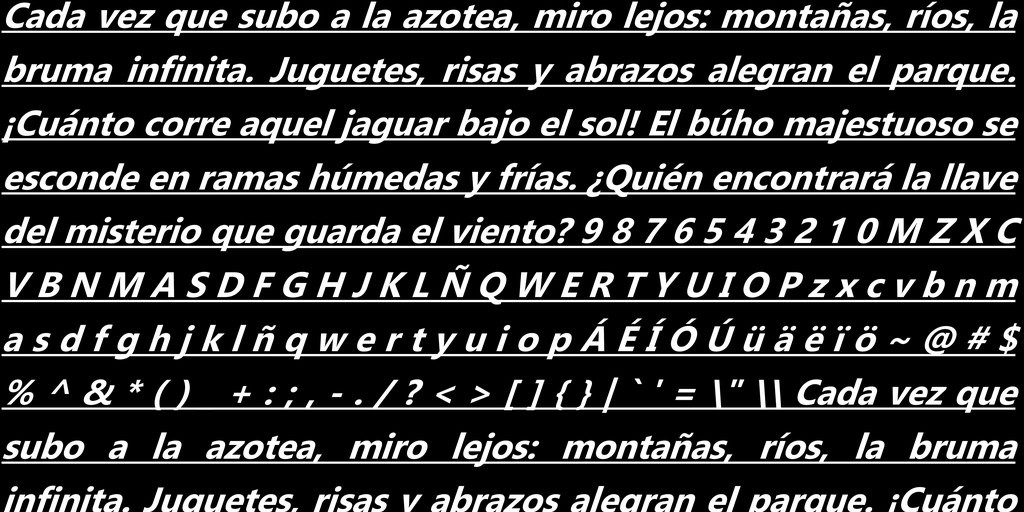 Cada vez que subo a la azotea, miro lejos: montañas, ríos, la
bruma infinita. Juguetes, risas y abrazos alegran el parque.
¡Cuánto corre aquel jaguar bajo el sol! El búho majestuoso se
esconde en ramas húmedas y frías. ¿Quién encontrará la llave
del misterio que guarda el viento? 9 8 7 6 5 4 3 2 1 0 M Z X C
V B N M A S D F G H J K L Ñ Q W E R T Y U I O P z x c v b n m
a s d f g h j k l ñ q w e r t y u i o p Á É Í Ó Ú ü ä ë ï ö ~ @ # $
% ^ & * ( ) + : ; , - . / ? < > [ ] { } | ` ' = \" \\ Cada vez que
subo a la azotea, miro lejos: montañas, ríos, la bruma
infinita. Juguetes, risas y abrazos alegran el parque. ¡Cuánto